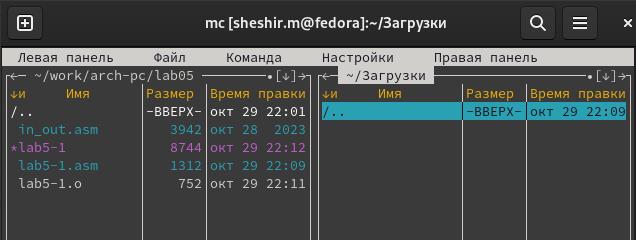 mc [sheshir.m@fedora]:~/Загрузки
Левая панель Файл Команда Настройки Правая панель
←─ ~/work/arch-pc/lab05 ─•[↓]→ ←─ ~/Загрузки ─•[↓]→
↓и Имя Размер Время правки ↓и Имя Размер Время правки
/.. -ВВЕРХ- окт 29 22:01 /.. -ВВЕРХ- окт 29 22:09
in_out.asm 3942 окт 28 2023
*lab5-1 8744 окт 29 22:12
lab5-1.asm 1312 окт 29 22:09
lab5-1.o 752 окт 29 22:11